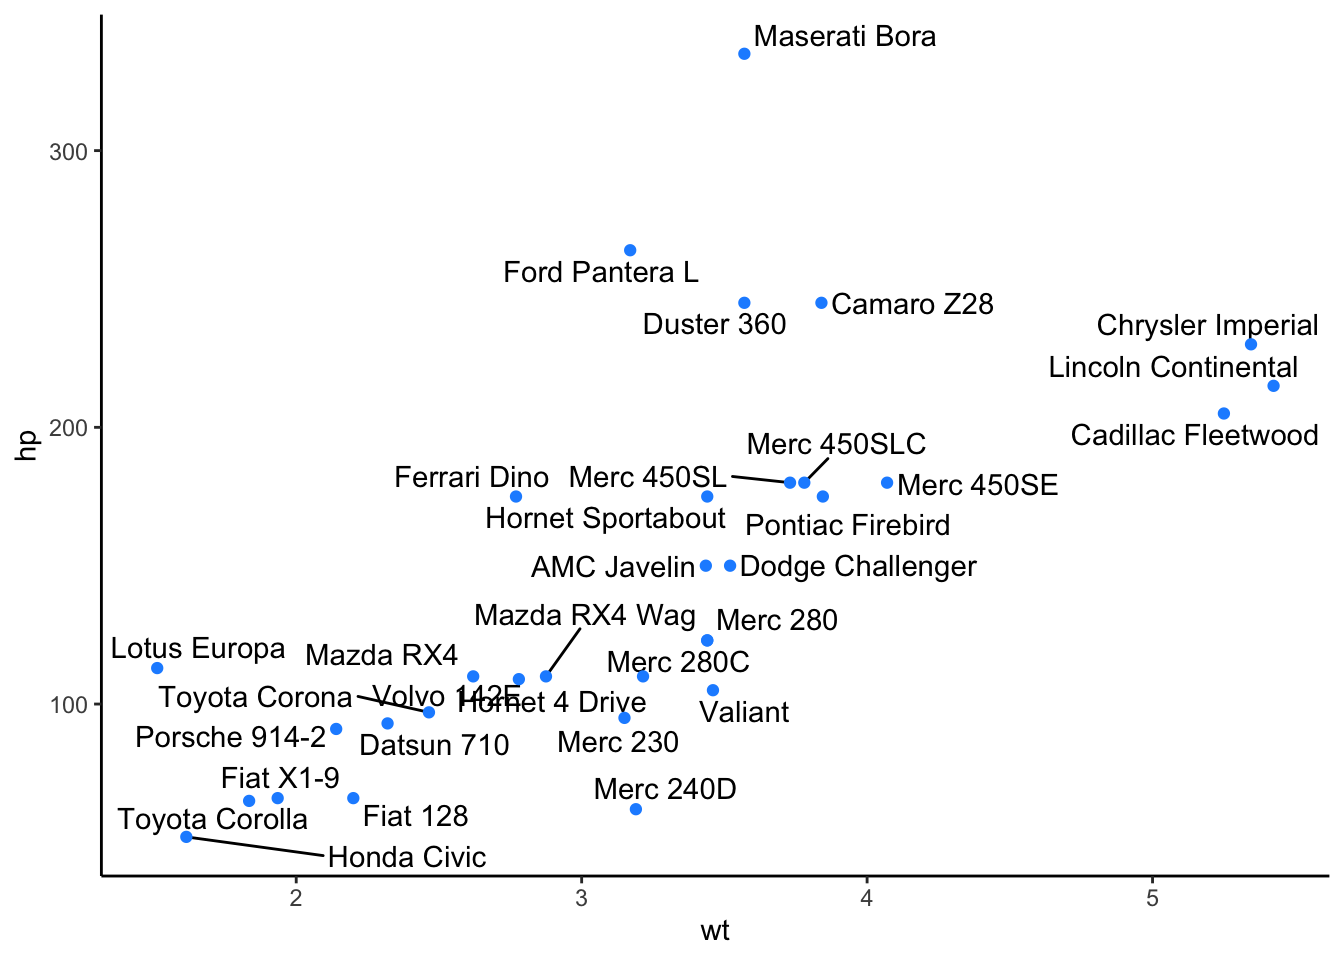 Maserati Bora
300
Ford Pantera L
Duster 360
Camaro Z28
Chrysler Imperial
Lincoln Continental
hp
200
Cadillac Fleetwood
Merc 450SLC
Ferrari Dino
Merc 450SL
Merc 450SE
Hornet Sportabout
Pontiac Firebird
AMC Javelin
Dodge Challenger
Mazda RX4 Wag
Merc 280
Lotus Europa
Mazda RX4
Merc 280C
Toyota Corona
Volvo 142E
Hornet 4 Drive
100
Valiant
Porsche 914-2
Datsun 710
Merc 230
Fiat X1-9
Merc 240D
Toyota Corolla
Fiat 128
Honda Civic
2
3
4
5
wt